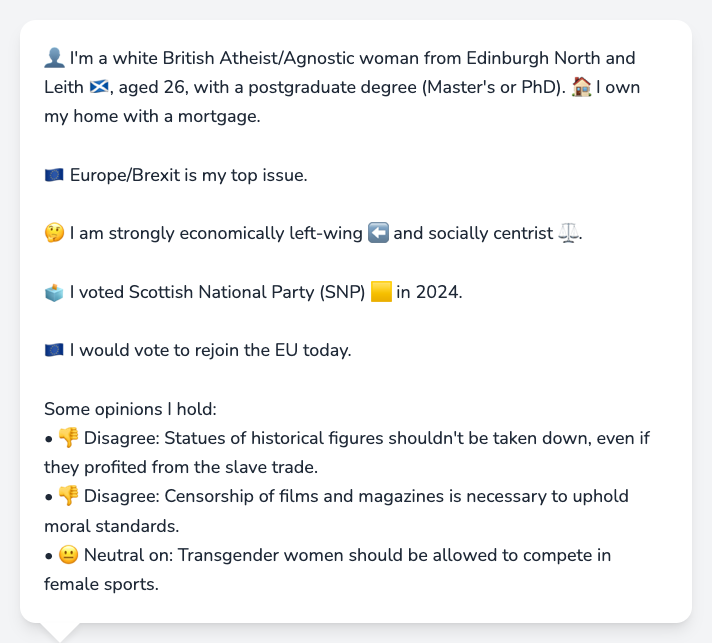 👤 I'm a white British Atheist/Agnostic woman from Edinburgh North and
Leith 🏴󠁧󠁢󠁳󠁣󠁴󠁿, aged 26, with a postgraduate degree (Master's or PhD). 🏠 I own
my home with a mortgage.
🇪🇺 Europe/Brexit is my top issue.
🤔 I am strongly economically left-wing ⬅️ and socially centrist ⚖️.
🗳️ I voted Scottish National Party (SNP) 🟨 in 2024.
🇪🇺 I would vote to rejoin the EU today.
Some opinions I hold:
• 👎 Disagree: Statues of historical figures shouldn't be taken down, even if
they profited from the slave trade.
• 👎 Disagree: Censorship of films and magazines is necessary to uphold
moral standards.
• 😐 Neutral on: Transgender women should be allowed to compete in
female sports.